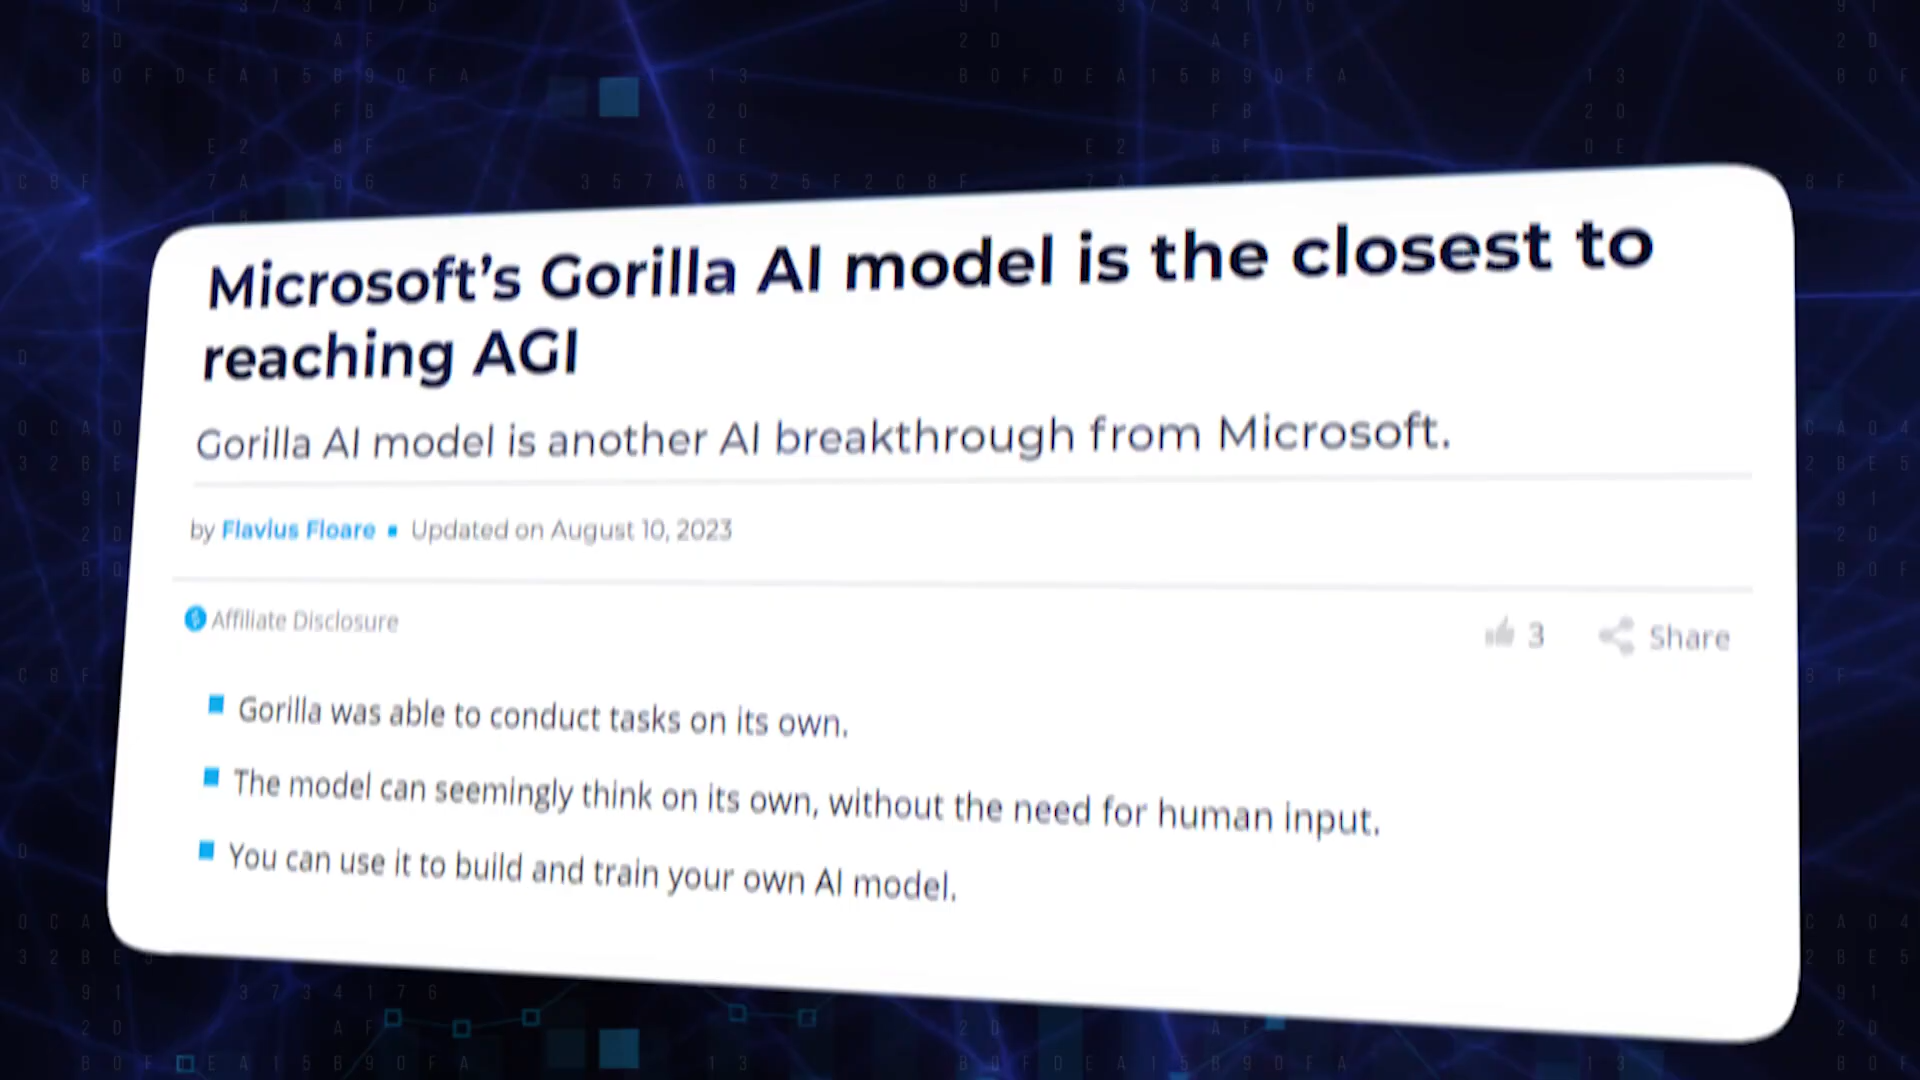 Microsoft's Gorilla AI model is the closest to
reaching AGI
Gorilla AI model is another AI breakthrough from Microsoft.
by Flavius Floare ▪ Updated on August 10, 2023
Affiliate Disclosure
3 Share
Gorilla was able to conduct tasks on its own.
The model can seemingly think on its own, without the need for human input.
You can use it to build and train your own AI model.